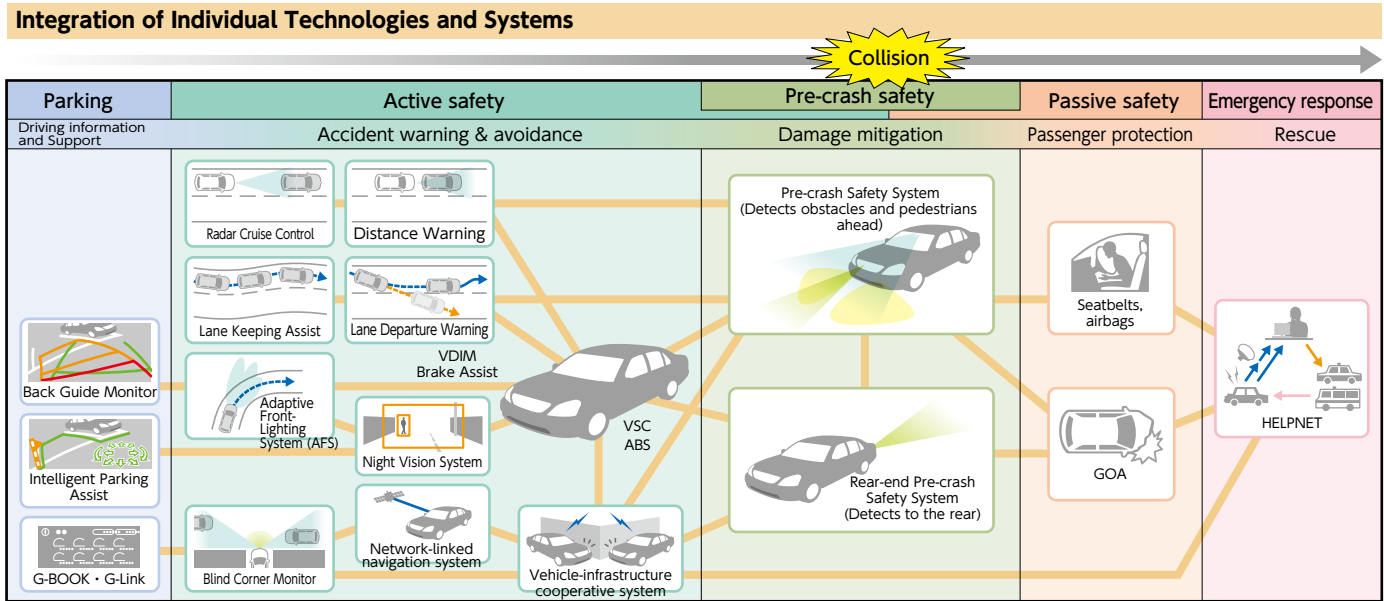 Integration of Individual Technologies and Systems
Collision
Parking
Active safety
Pre-crash safety
Passive safety
Emergency response
Driving information
and Support
Accident warning & avoidance
Damage mitigation
Passenger protection
Rescue
Back Guide Monitor
Intelligent Parking
Assist
G-BOOK・G-Link
Radar Cruise Control
Distance Warning
Lane Keeping Assist
Lane Departure Warning
Adaptive
Front-
Lighting
System (AFS)
Night Vision System
Blind Corner Monitor
Network-linked
navigation system
Vehicle-infrastructure
cooperative system
VDIM
Brake Assist
VSC
ABS
Pre-crash Safety System
(Detects obstacles and pedestrians
ahead)
Rear-end Pre-crash
Safety System
(Detects to the rear)
Seatbelts,
airbags
GOA
HELPNET